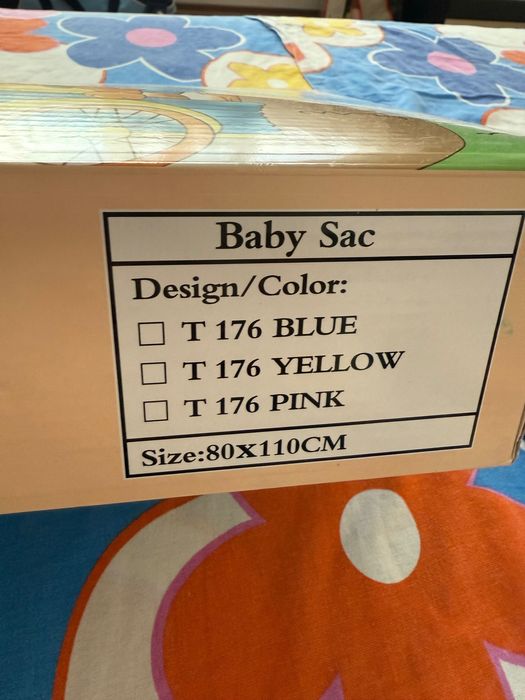 Baby Sac
Design/Color:
☐ T 176 BLUE
☐ T 176 YELLOW
☐ T 176 PINK
Size:80X110CM